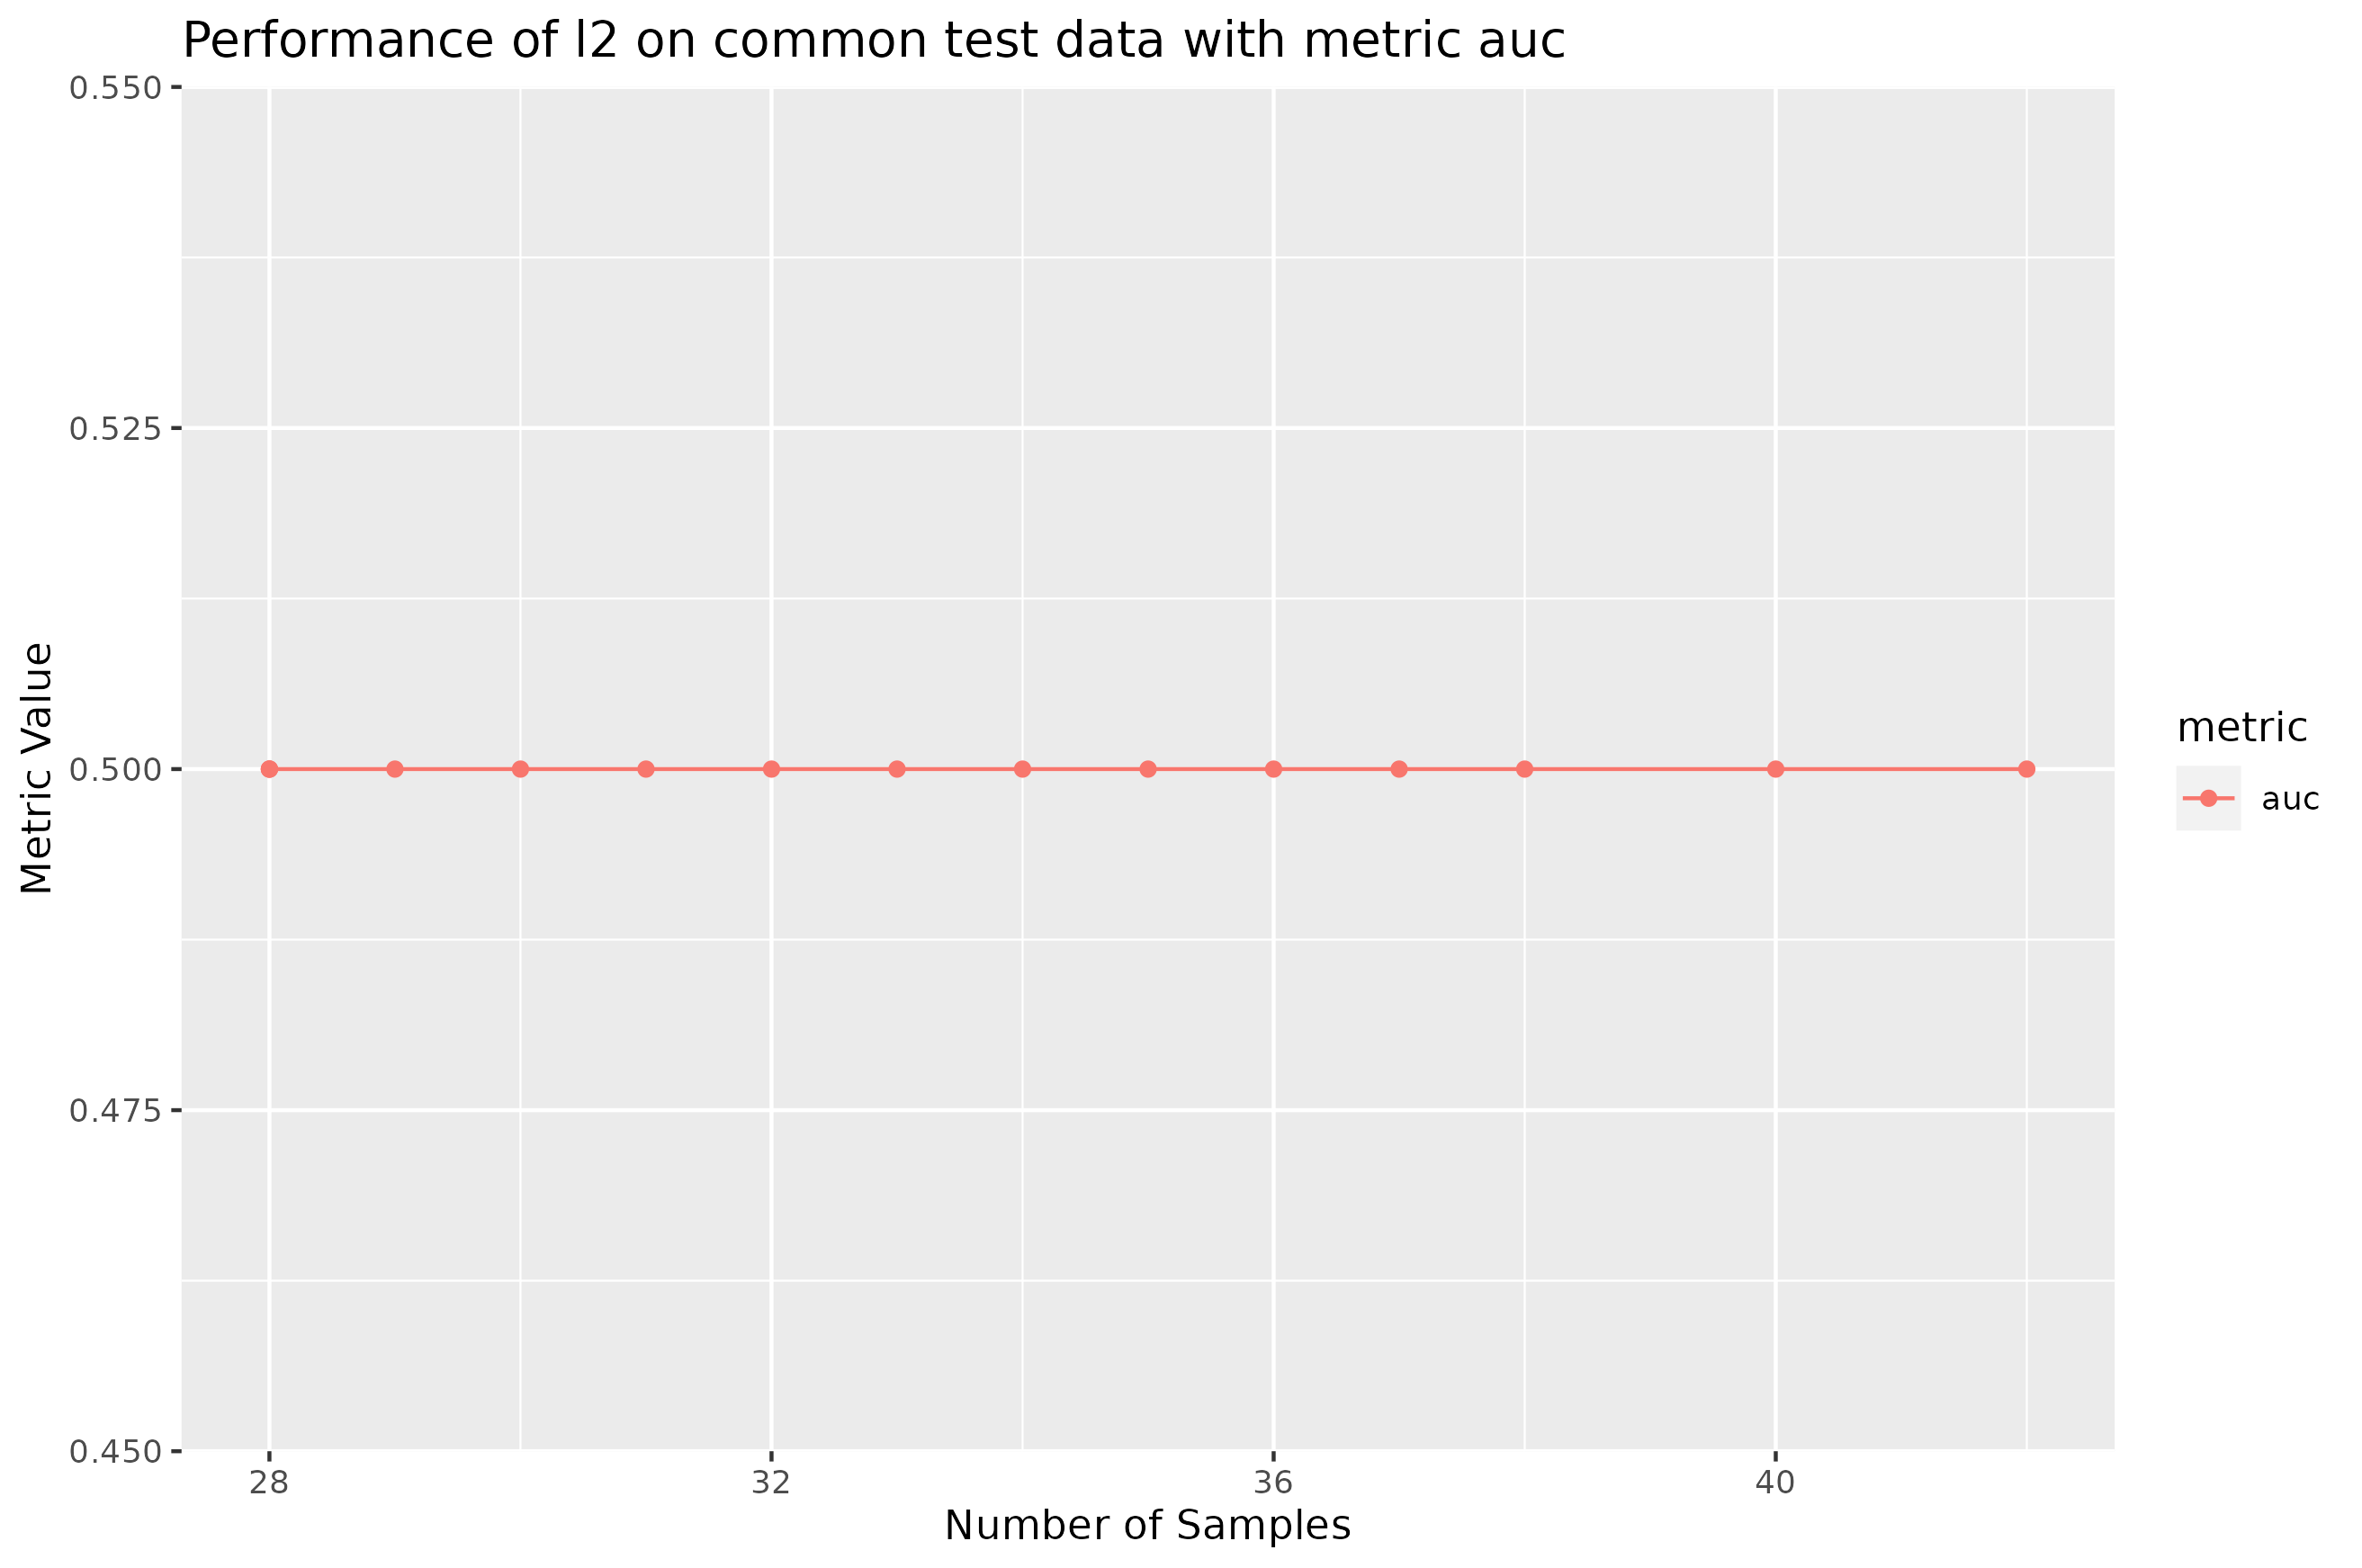 Performance of l2 on common test data with metric auc
0.550
0.525
0.500
0.475
0.450
Metric Value
28 32 36 40
Number of Samples
metric
auc